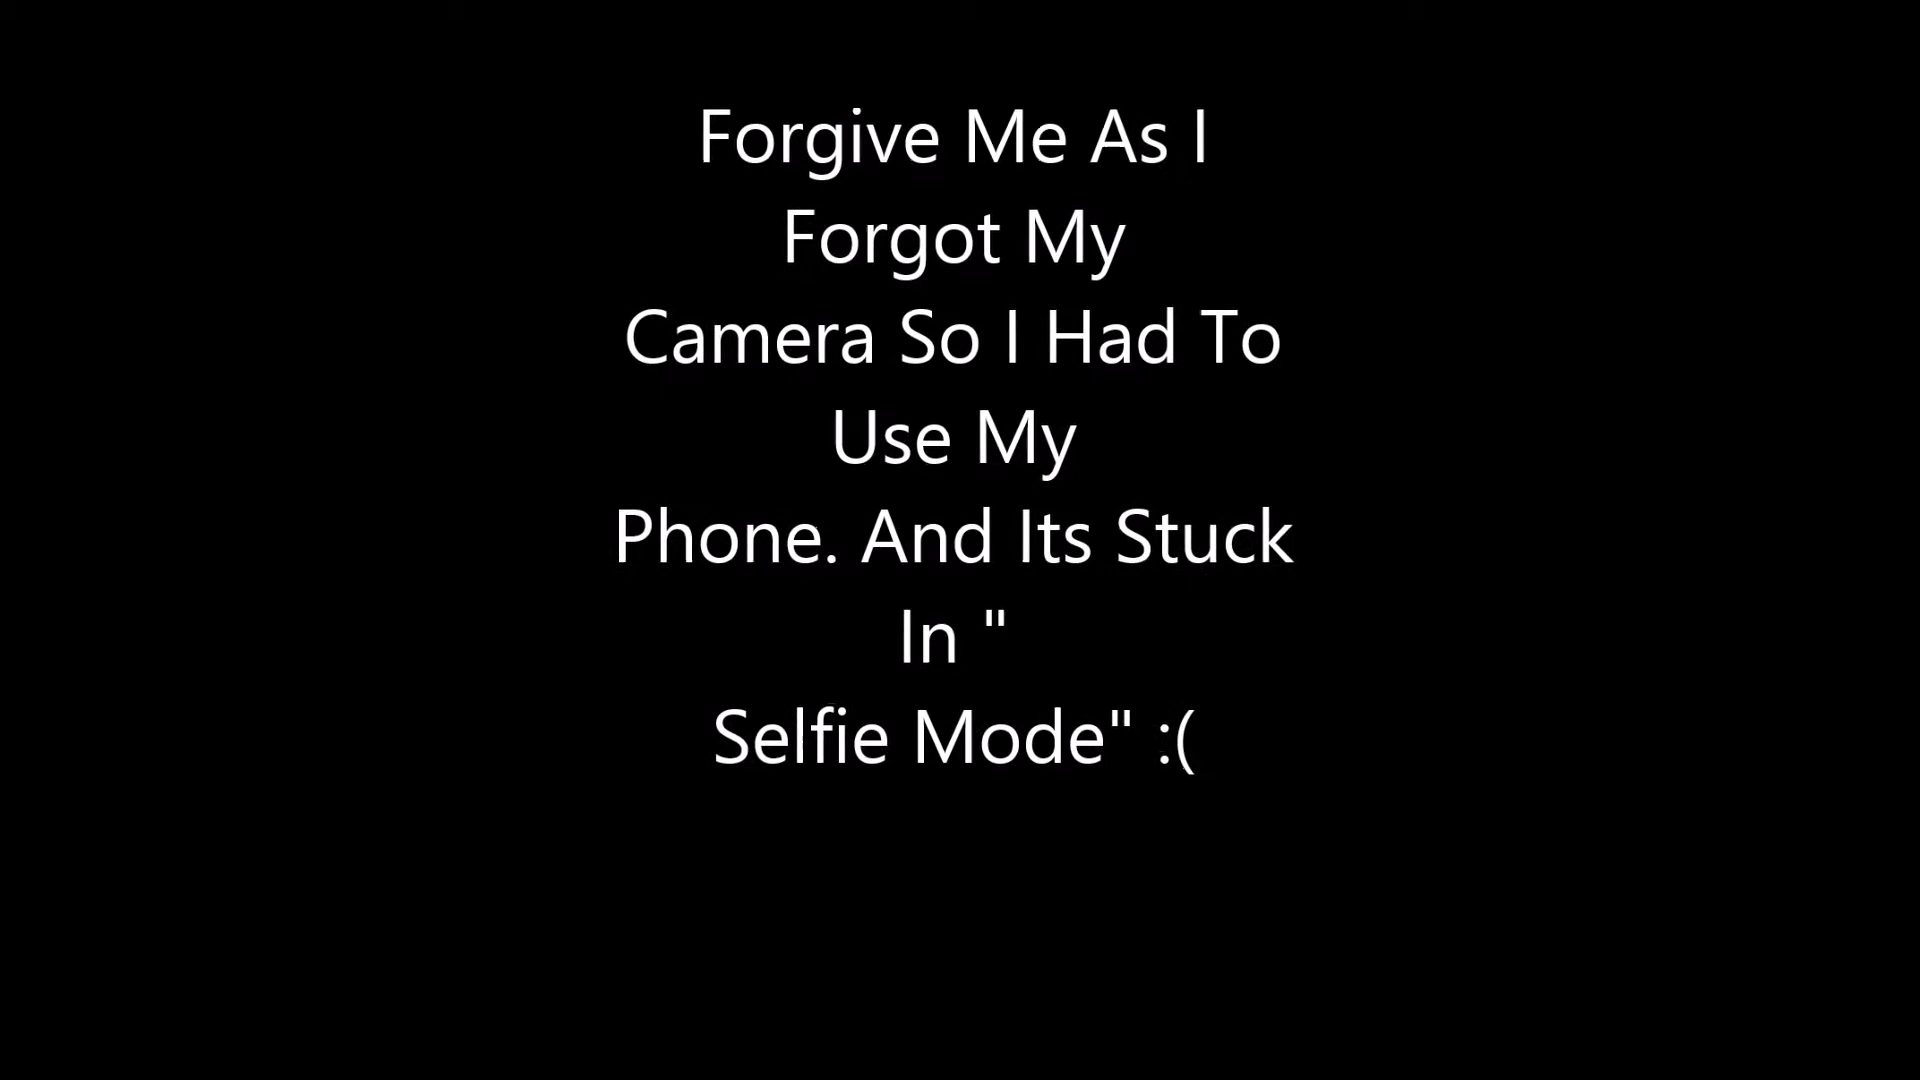 Forgive Me As I
Forgot My
Camera So I Had To
Use My
Phone. And Its Stuck
In "
Selfie Mode" :(